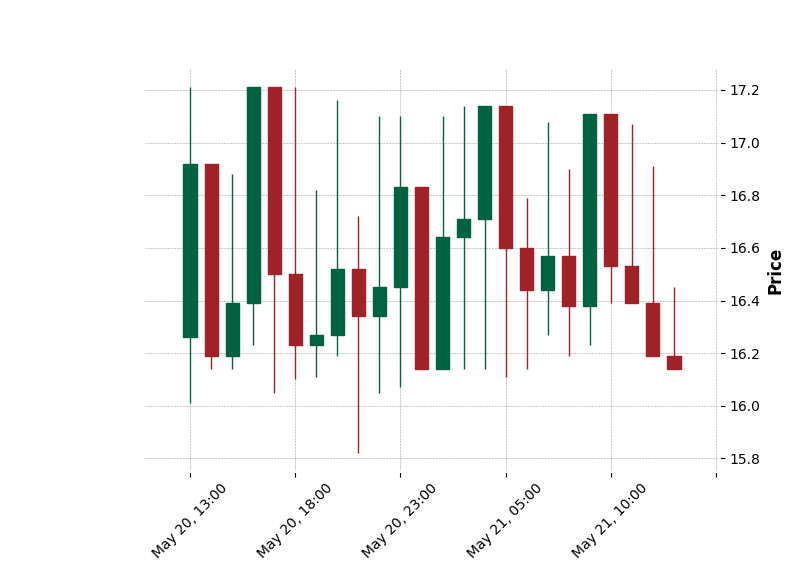 17.2
17.0
16.8
16.6
16.4
16.2
16.0
15.8
Price
May 20, 13:00
May 20, 18:00
May 20, 23:00
May 21, 05:00
May 21, 10:00